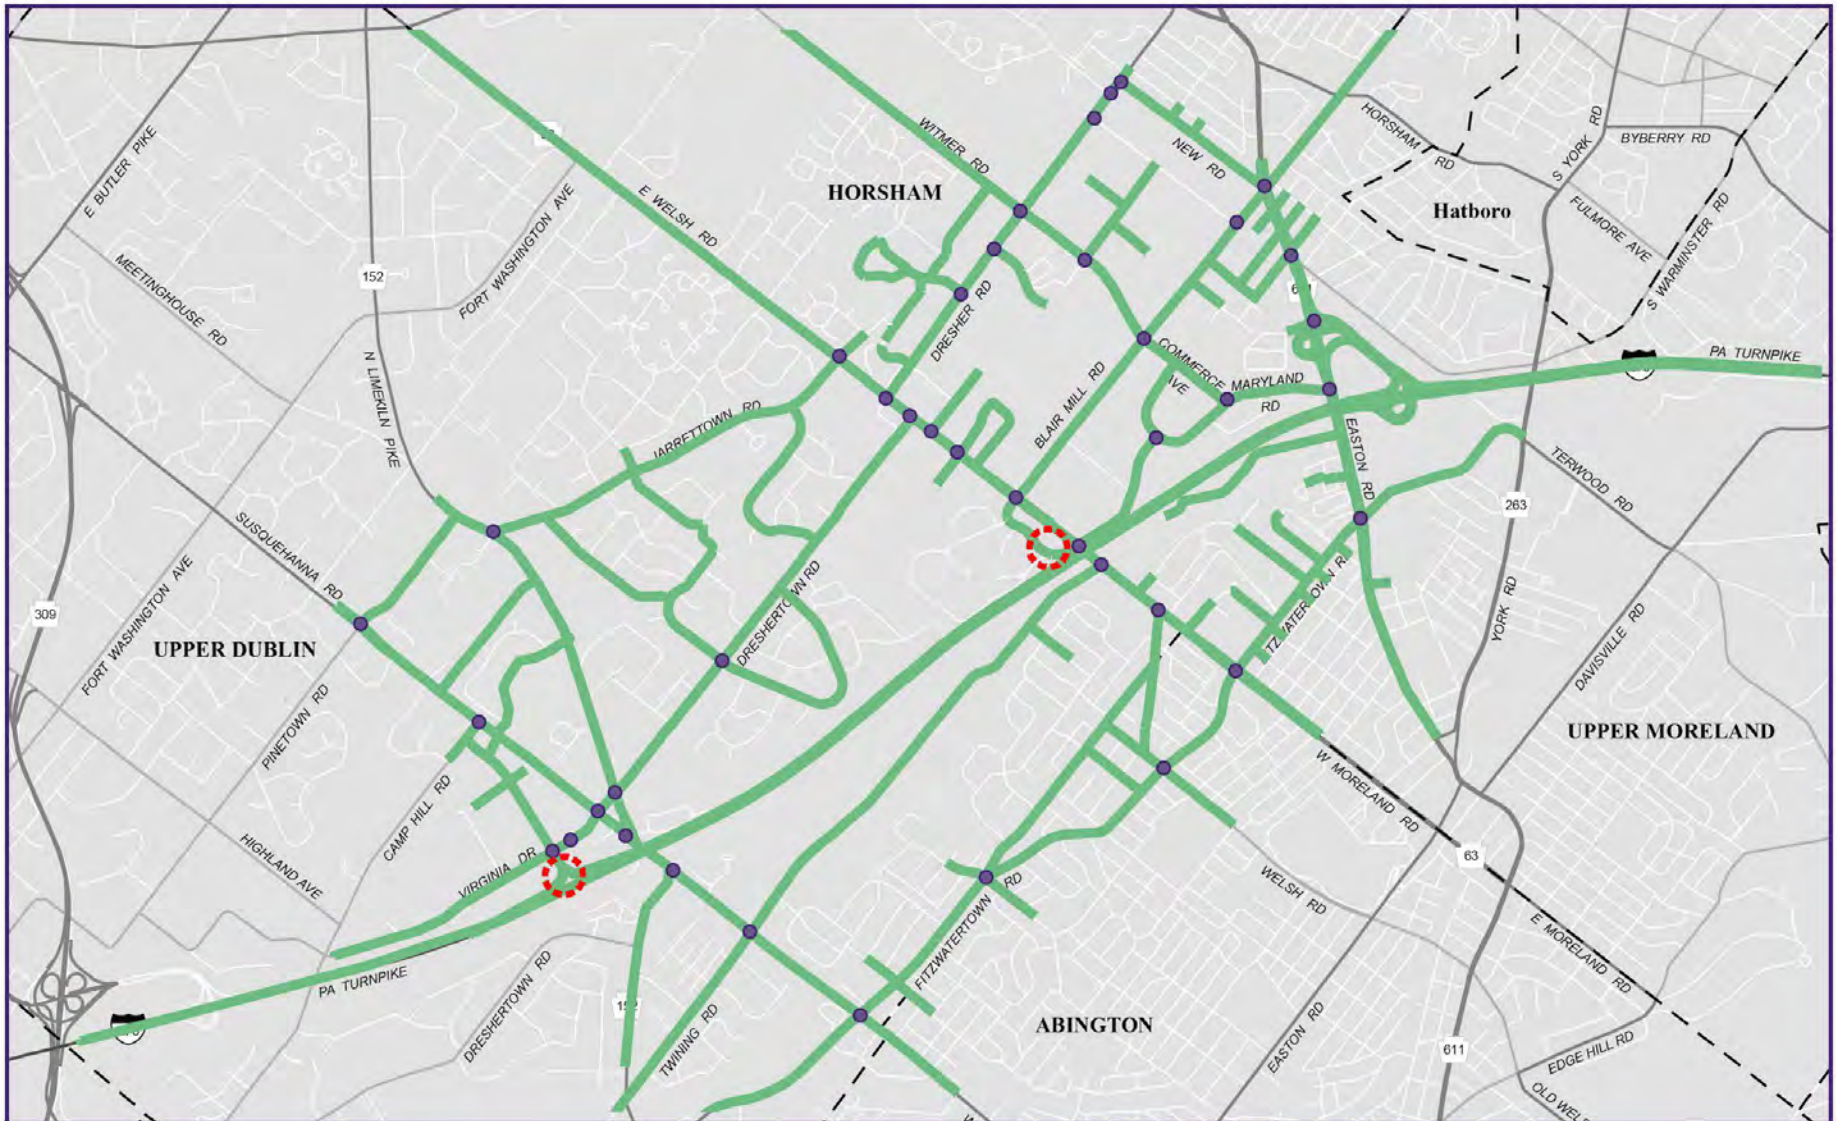 HORSHAM RD
S YORK RD
BYBERRY RD
E BUTLER PIKE
WITMER RD
NEW RD
HORSHAM
Hatboro
FULMORE AVE
S WARMINSTER RD
E WELSH RD
FORT WASHINGTON AVE
MEETINGHOUSE RD
152
DRESHER RD
PA TURNPIKE
COMMERCE AVE
MARYLAND RD
N LIMEKILN PIKE
JARRETTOWN RD
BLAIR MILL RD
EASTON RD
TERWOOD RD
263
SUSQUEHANNA RD
FORT WASHINGTON AVE
309
UPPER DUBLIN
DRESHERTOWN RD
YORK RD
DAVISVILLE RD
PINETOWN RD
UPPER MORELAND
W MORELAND RD
CAMP HILL RD
HIGHLAND AVE
VIRGINIA DR
63
WELSH RD
FITZWATERTOWN RD
E MORELAND RD
PA TURNPIKE
DRESHERTOWN RD
TWINING RD
ABINGTON
EASTON RD
611
EDGE HILL RD